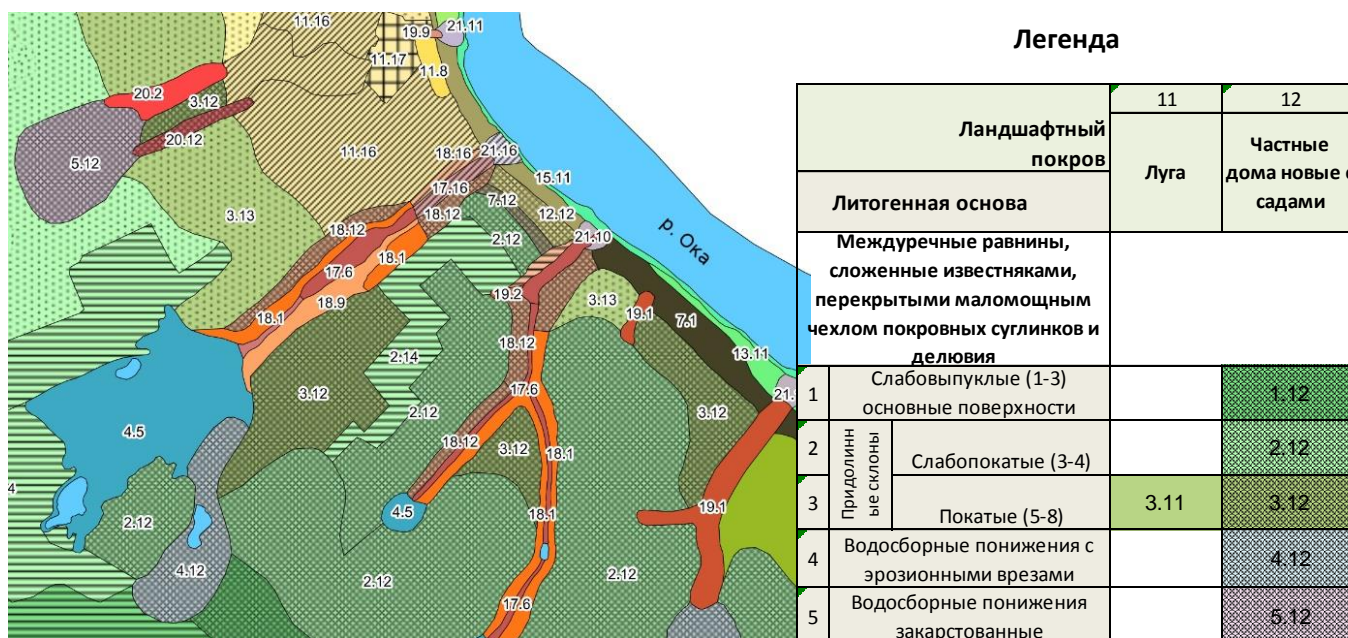 11.16
19.9
21.11
11.17
11.8
20.2
3.12
20.12
5.12
11.16
18.16
21.16
17.16
15.11
7.12
18.12
12.12
3.13
18.12
2.12
21.10
р. Ока
18.1
17.6
19.2
3.13
18.9
19.1
7.1
18.1
18.12
13.11
2.14
17.6
21.
3.12
2.12
3.12
4.5
18.12
3.12
18.1
4
4.5
18.1
19.1
2.12
4.12
2.12
2.12
17.6
Легенда
11
12
Ландшафтный
покров
Луга
Частные
дома новые с
садами
Литогенная основа
Междуречные равнины,
сложенные известняками,
перекрытыми маломощным
чехлом покровных суглинков и
делювия
1
Слабовыпуклые (1-3)
основные поверхности
1.12
Придолинн
ые склоны
2
Слабопокатые (3-4)
2.12
3
Покатые (5-8)
3.11
3.12
4
Водосборные понижения с
эрозионными врезами
4.12
5
Водосборные понижения
закарстованные
5.12